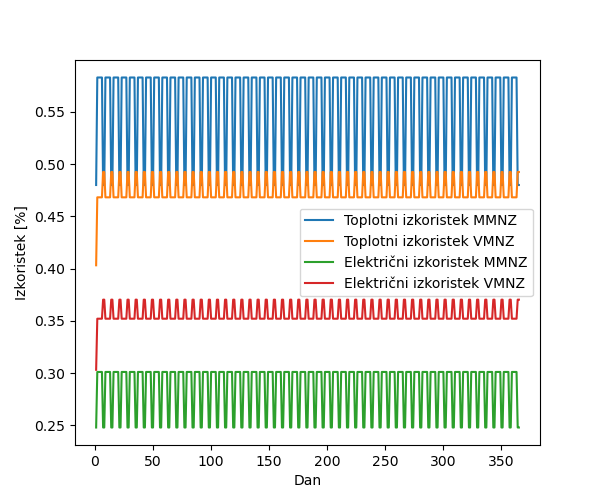 0.55
0.50
0.45
0.40
0.35
0.30
0.25
Izkoristek [%]
Toplotni izkoristek MMNZ
Toplotni izkoristek VMNZ
Električni izkoristek MMNZ
Električni izkoristek VMNZ
0 50 100 150 200 250 300 350
Dan